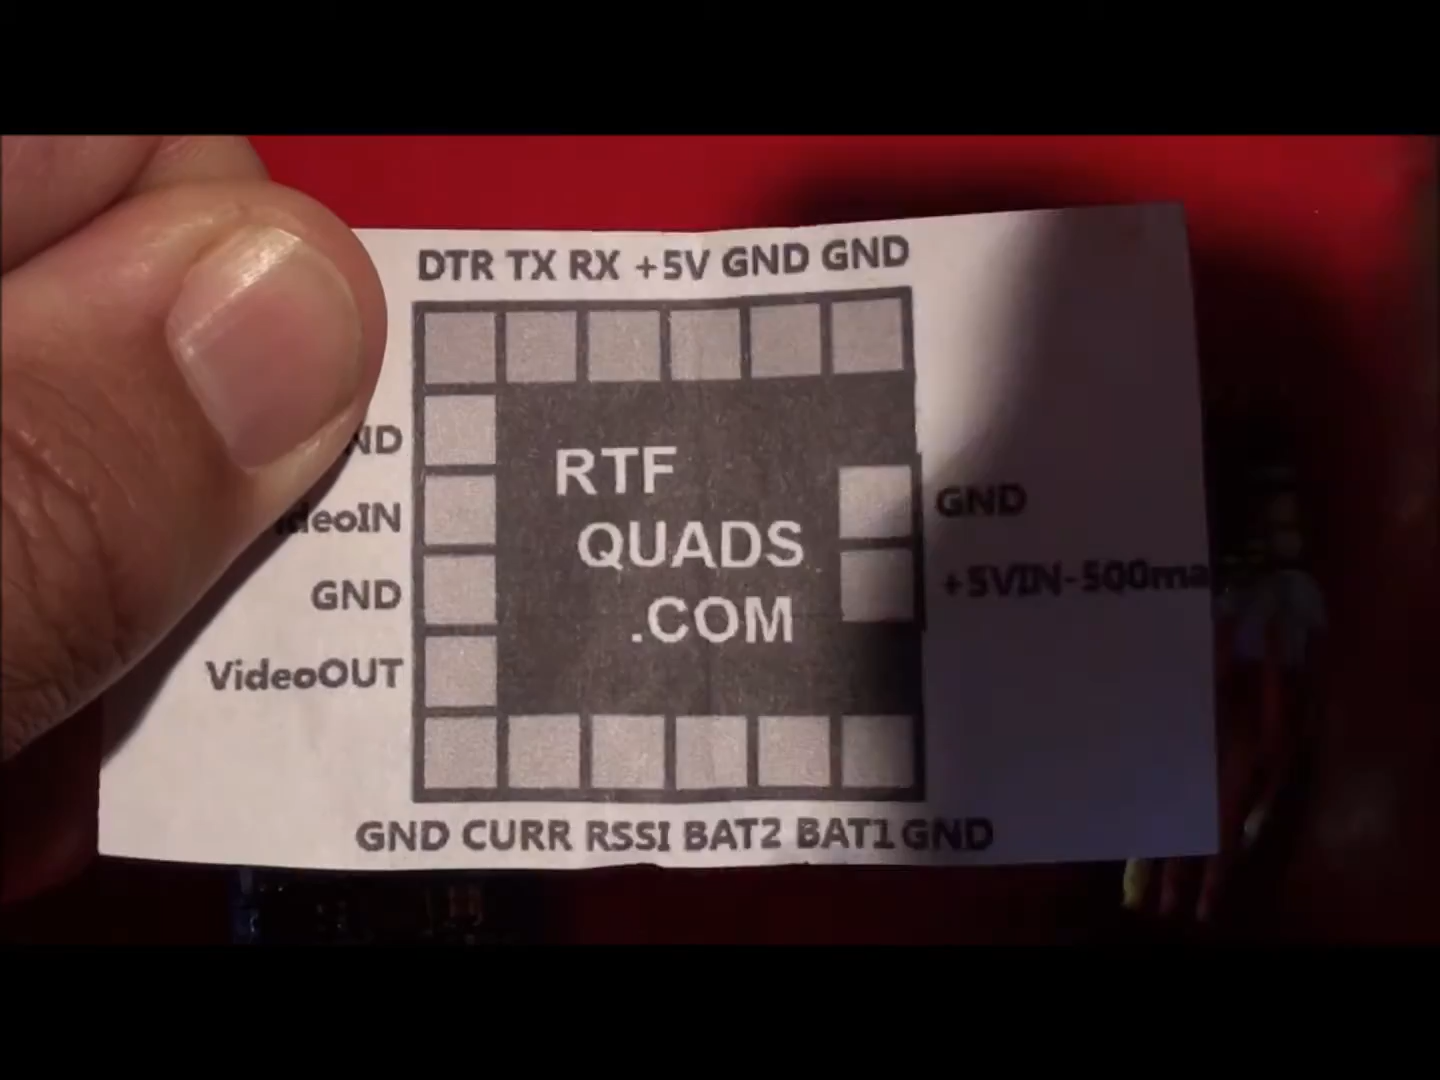 DTR TX RX +5V GND GND
RTF
QUADS
.COM
GND
GND
+5VIN-500ma
VideoOUT
GND CURR RSSI BAT2 BAT1 GND